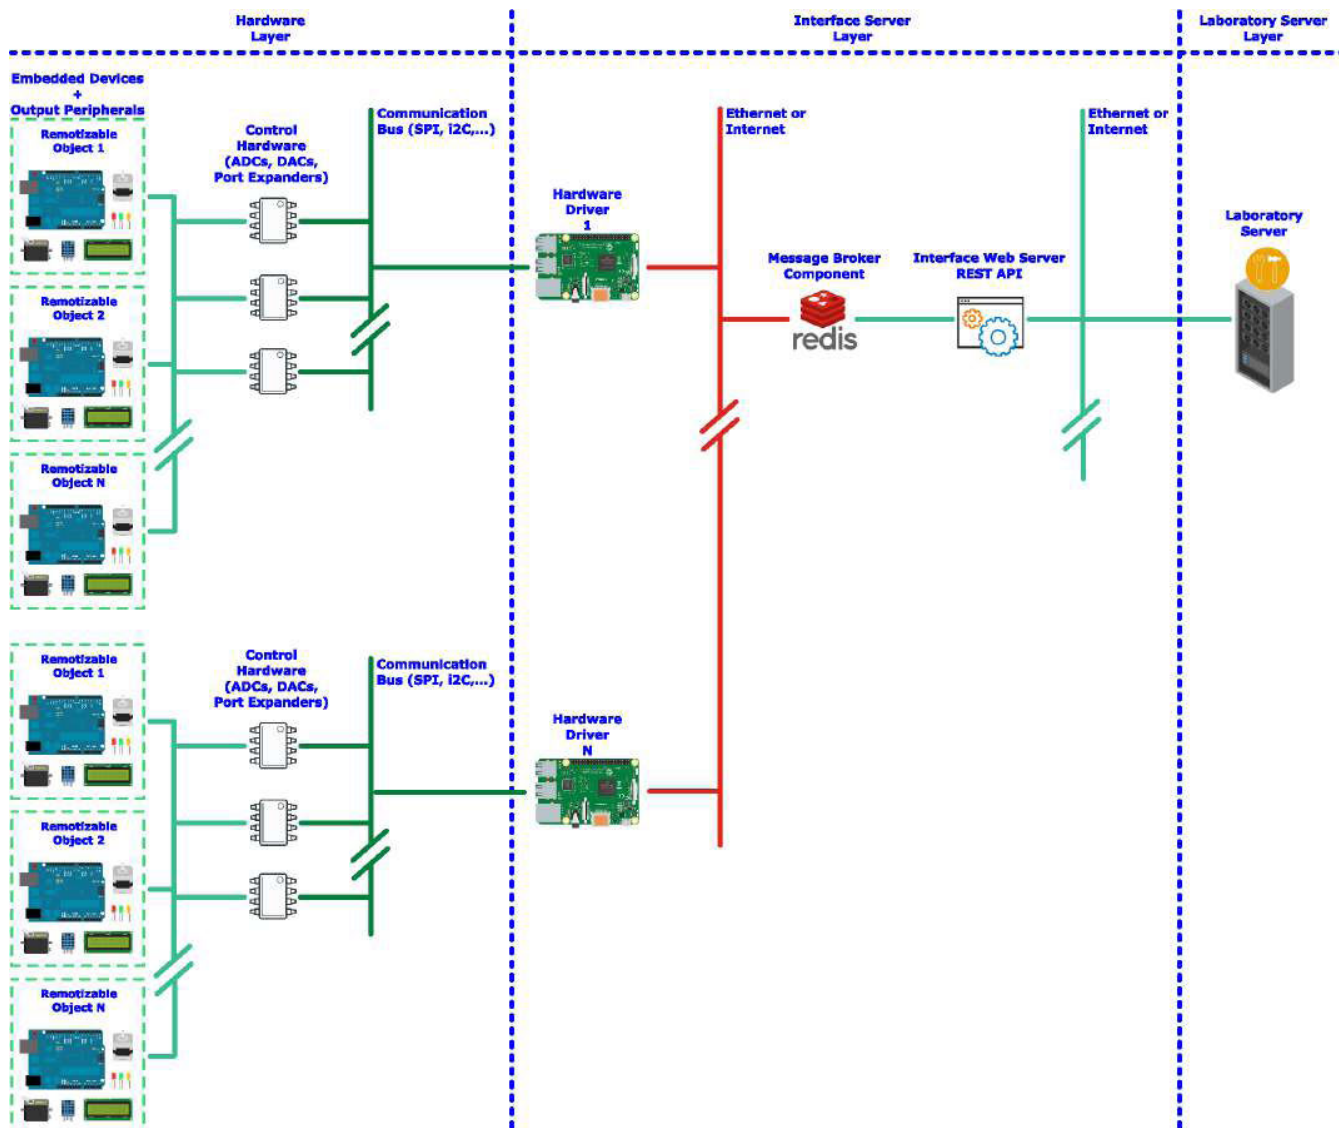 Hardware
Layer
Interface Server
Layer
Laboratory Server
Layer
Embedded Devices
+
Output Peripherals
Remotizable
Object 1
Remotizable
Object 2
Remotizable
Object N
Control
Hardware
(ADCs, DACs,
Port Expanders)
Communication
Bus (SPI, i2C,...)
Hardware
Driver
1
Ethernet or
Internet
Message Broker
Component
redis
Interface Web Server
REST API
Ethernet or
Internet
Laboratory
Server
Remotizable
Object 1
Remotizable
Object 2
Remotizable
Object N
Control
Hardware
(ADCs, DACs,
Port Expanders)
Communication
Bus (SPI, i2C,...)
Hardware
Driver
N